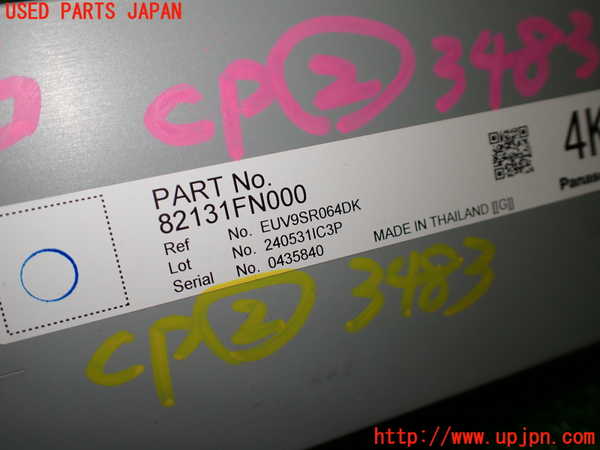 USED PARTS JAPAN
CP② 3483
4K
PART No.
82131FN000
Ref No. EUV9SR064DK
Lot No. 240531IC3P
Serial No. 0435840
MADE IN THAILAND [[G]]
CP② 3483
http://www.upjpn.com/